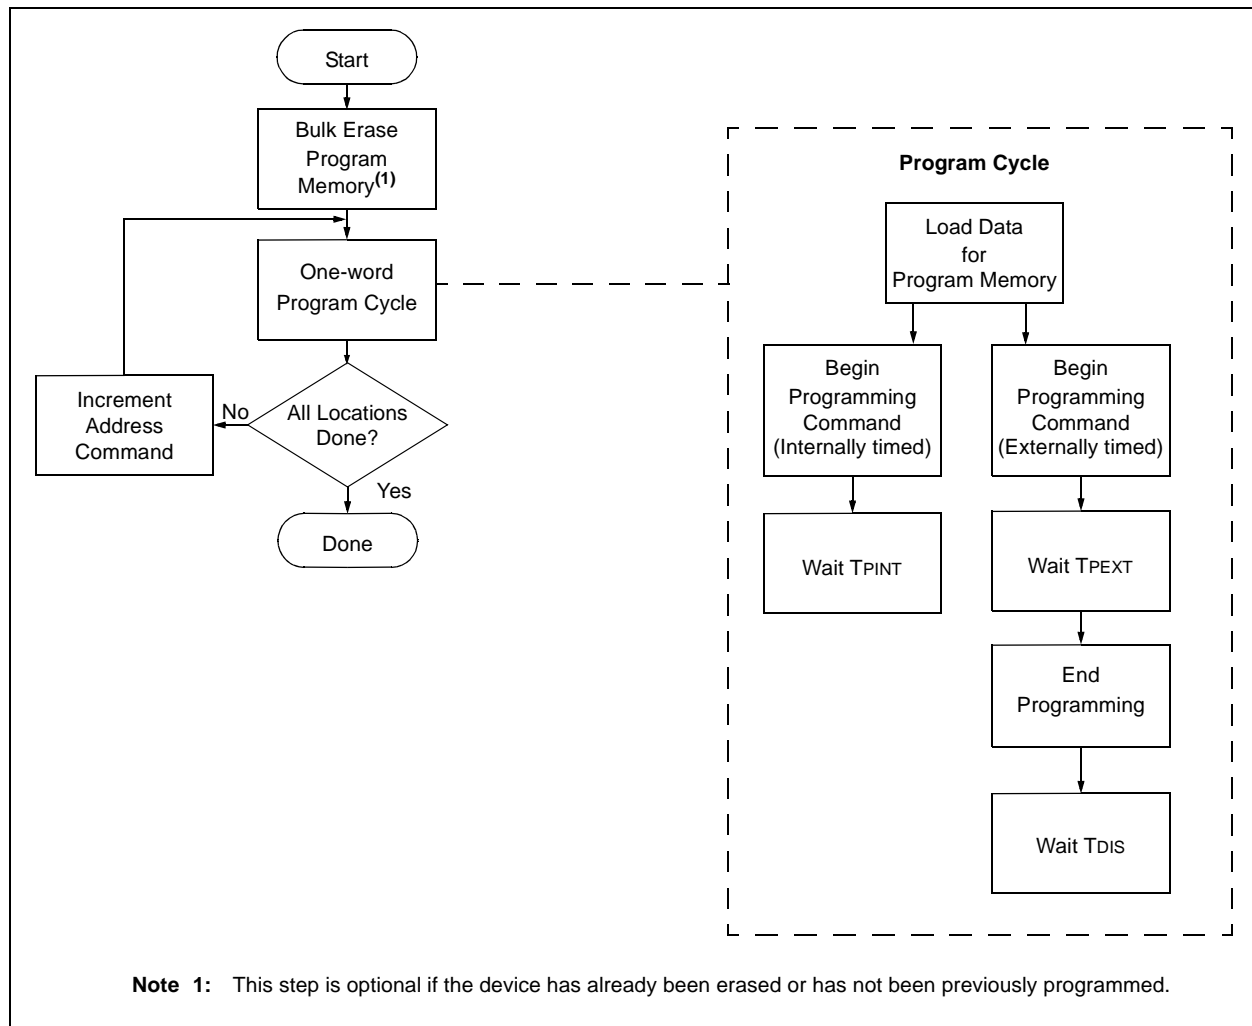 Start
Bulk Erase
Program
Memory(1)
One-word
Program Cycle
All Locations
Done?
No
Increment
Address
Command
Yes
Done
Program Cycle
Load Data
for
Program Memory
Begin
Programming
Command
(Internally timed)
Wait TPINT
Begin
Programming
Command
(Externally timed)
Wait TPEXT
End
Programming
Wait TDIS
Note 1: This step is optional if the device has already been erased or has not been previously programmed.